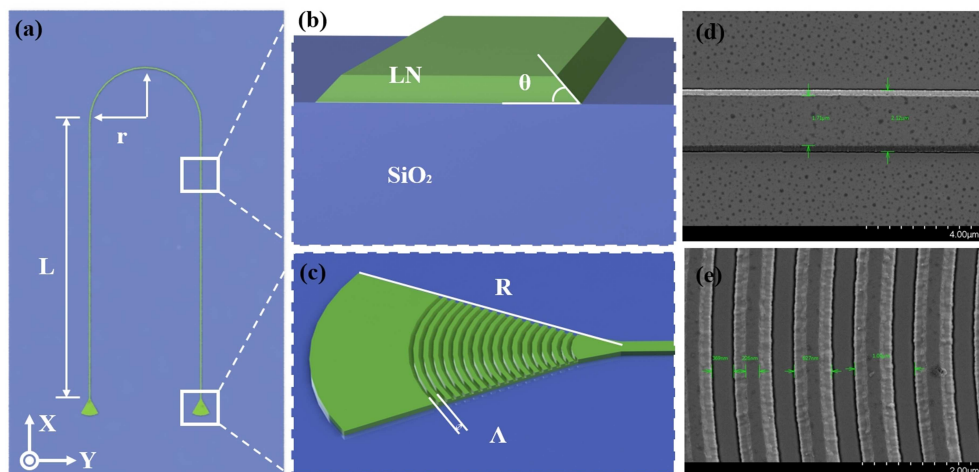 (a)
r
L
X
Y
(b)
LN
θ
SiO₂
(c)
R
Λ
(d)
4.00μm
(e)
2.00μm